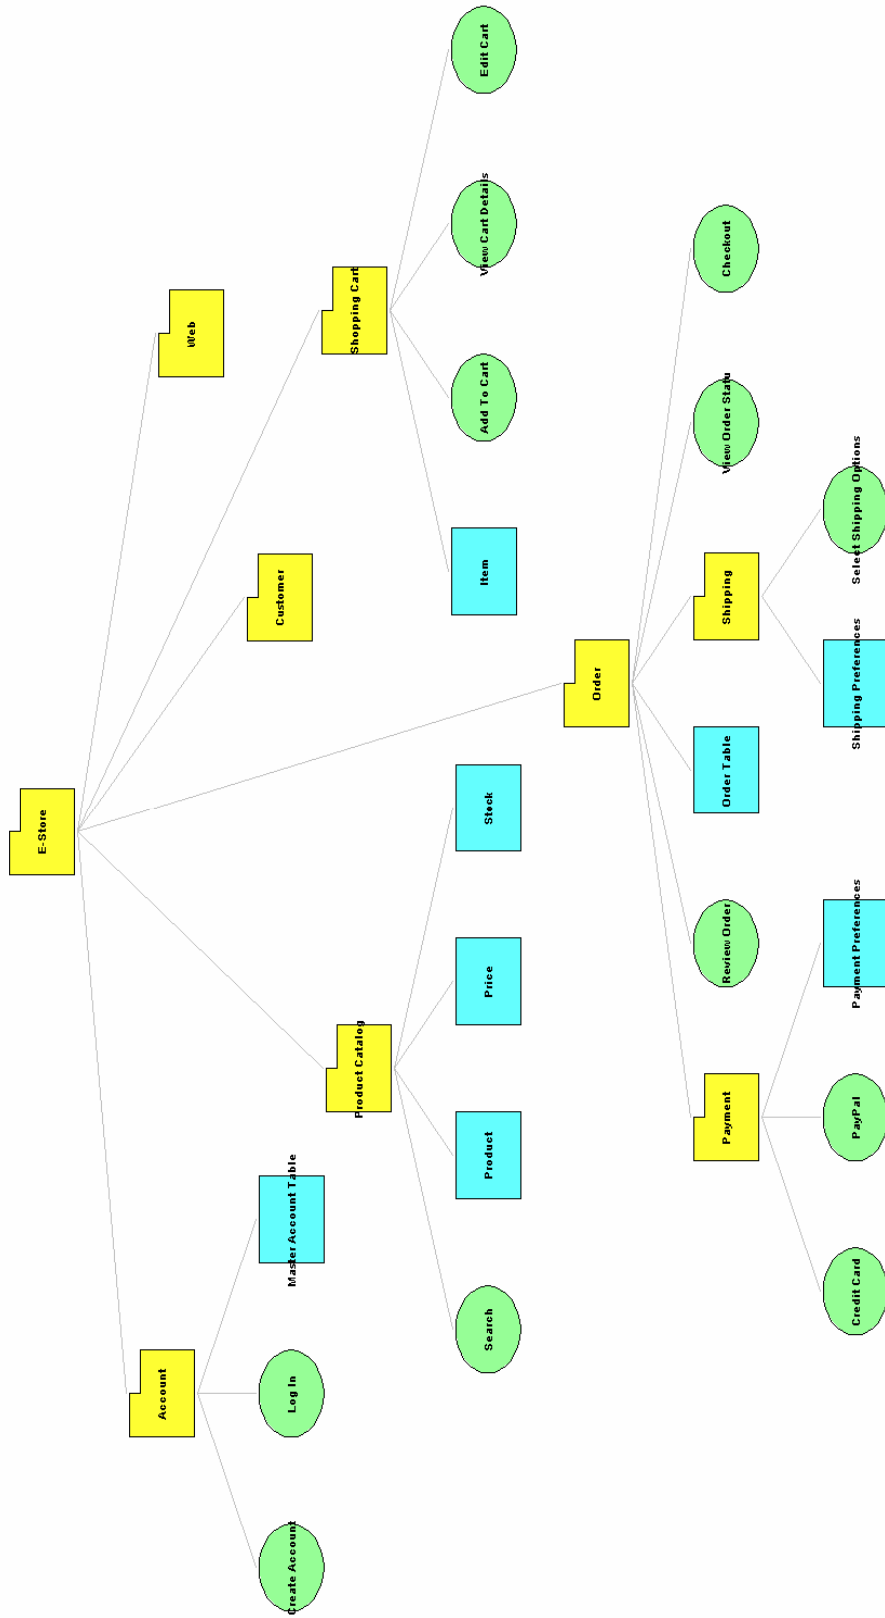 E-Store
Account
Product Catalog
Order
Customer
Shopping Cart
Web
Create Account
Log In
Master Account Table
Search
Product
Price
Stock
Item
Add To Cart
View Cart Details
Edit Cart
Payment
Review Order
Order Table
Shipping
View Order Statu
Checkout
Credit Card
PayPal
Payment Preferences
Shipping Preferences
Select Shipping Options